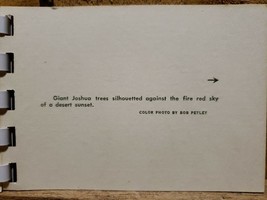 Giant Joshua trees silhouetted against the fire red sky
of a desert sunset.
COLOR PHOTO BY BOB PETLEY